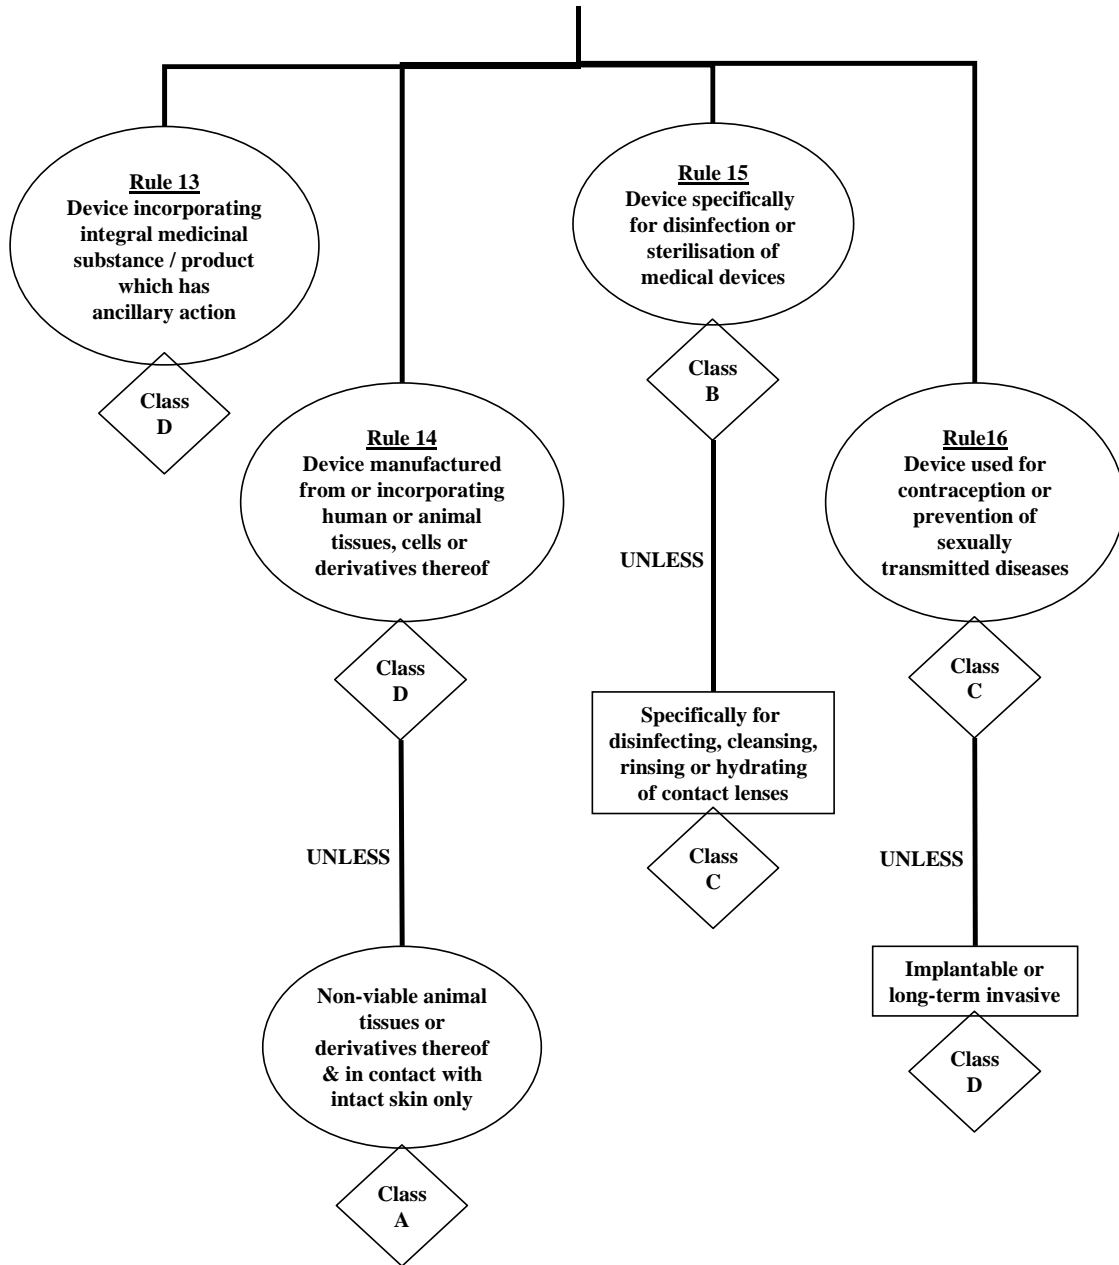 Rule 13
Device incorporating
integral medicinal
substance / product
which has
ancillary action
Class
D
Rule 14
Device manufactured
from or incorporating
human or animal
tissues, cells or
derivatives thereof
Class
D
UNLESS
Non-viable animal
tissues or
derivatives thereof
& in contact with
intact skin only
Class
A
Rule 15
Device specifically
for disinfection or
sterilisation of
medical devices
Class
B
UNLESS
Specifically for
disinfecting, cleansing,
rinsing or hydrating
of contact lenses
Class
C
Rule16
Device used for
contraception or
prevention of
sexually
transmitted diseases
Class
C
UNLESS
Implantable or
long-term invasive
Class
D